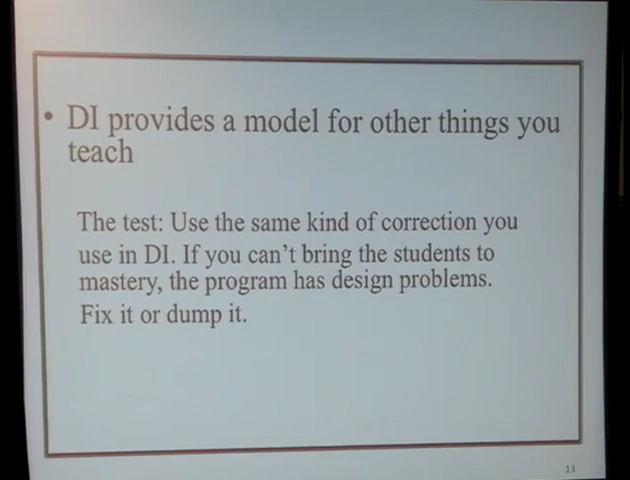 • DI provides a model for other things you
teach
The test: Use the same kind of correction you
use in DI. If you can't bring the students to
mastery, the program has design problems.
Fix it or dump it.
13